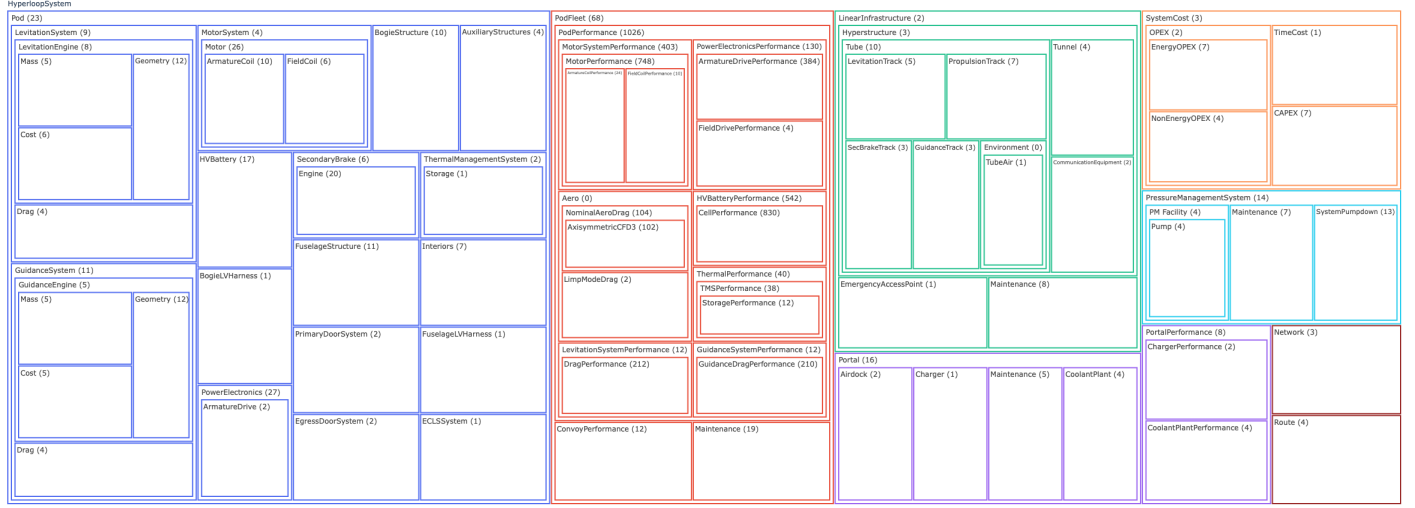 HyperloopSystem
Pod (23)
LevitationSystem (9)
LevitationEngine (8)
Mass (5)
Geometry (12)
Cost (6)
Drag (4)
GuidanceSystem (11)
GuidanceEngine (5)
Mass (5)
Geometry (12)
Cost (5)
Drag (4)
MotorSystem (4)
Motor (26)
ArmatureCoil (10)
FieldCoil (6)
BogieStructure (10)
AuxiliaryStructures (4)
HVBattery (17)
BogieLVHarness (1)
PowerElectronics (27)
ArmatureDrive (2)
SecondaryBrake (6)
Engine (20)
ThermalManagementSystem (2)
Storage (1)
FuselageStructure (11)
Interiors (7)
PrimaryDoorSystem (2)
FuselageLVHarness (1)
EgressDoorSystem (2)
ECLSSystem (1)
PodFleet (68)
PodPerformance (1026)
MotorSystemPerformance (403)
MotorPerformance (748)
ArmatureCoilPerformance (24)
FieldCoilPerformance (10)
PowerElectronicsPerformance (130)
ArmatureDrivePerformance (384)
FieldDrivePerformance (4)
Aero (0)
NominalAeroDrag (104)
AxisymmetricCFD3 (102)
LimpModeDrag (2)
HVBatteryPerformance (542)
CellPerformance (830)
ThermalPerformance (40)
TMSPerformance (38)
StoragePerformance (12)
LevitationSystemPerformance (12)
DragPerformance (212)
GuidanceSystemPerformance (12)
GuidanceDragPerformance (210)
ConvoyPerformance (12)
Maintenance (19)
LinearInfrastructure (2)
Hyperstructure (3)
Tube (10)
LevitationTrack (5)
PropulsionTrack (7)
SecBrakeTrack (3)
GuidanceTrack (3)
Environment (0)
TubeAir (1)
Tunnel (4)
CommunicationEquipment (2)
EmergencyAccessPoint (1)
Maintenance (8)
Portal (16)
Airdock (2)
Charger (1)
Maintenance (5)
CoolantPlant (4)
SystemCost (3)
OPEX (2)
EnergyOPEX (7)
NonEnergyOPEX (4)
TimeCost (1)
CAPEX (7)
PressureManagementSystem (14)
PM Facility (4)
Pump (4)
Maintenance (7)
SystemPumpdown (13)
PortalPerformance (8)
ChargerPerformance (2)
CoolantPlantPerformance (4)
Network (3)
Route (4)